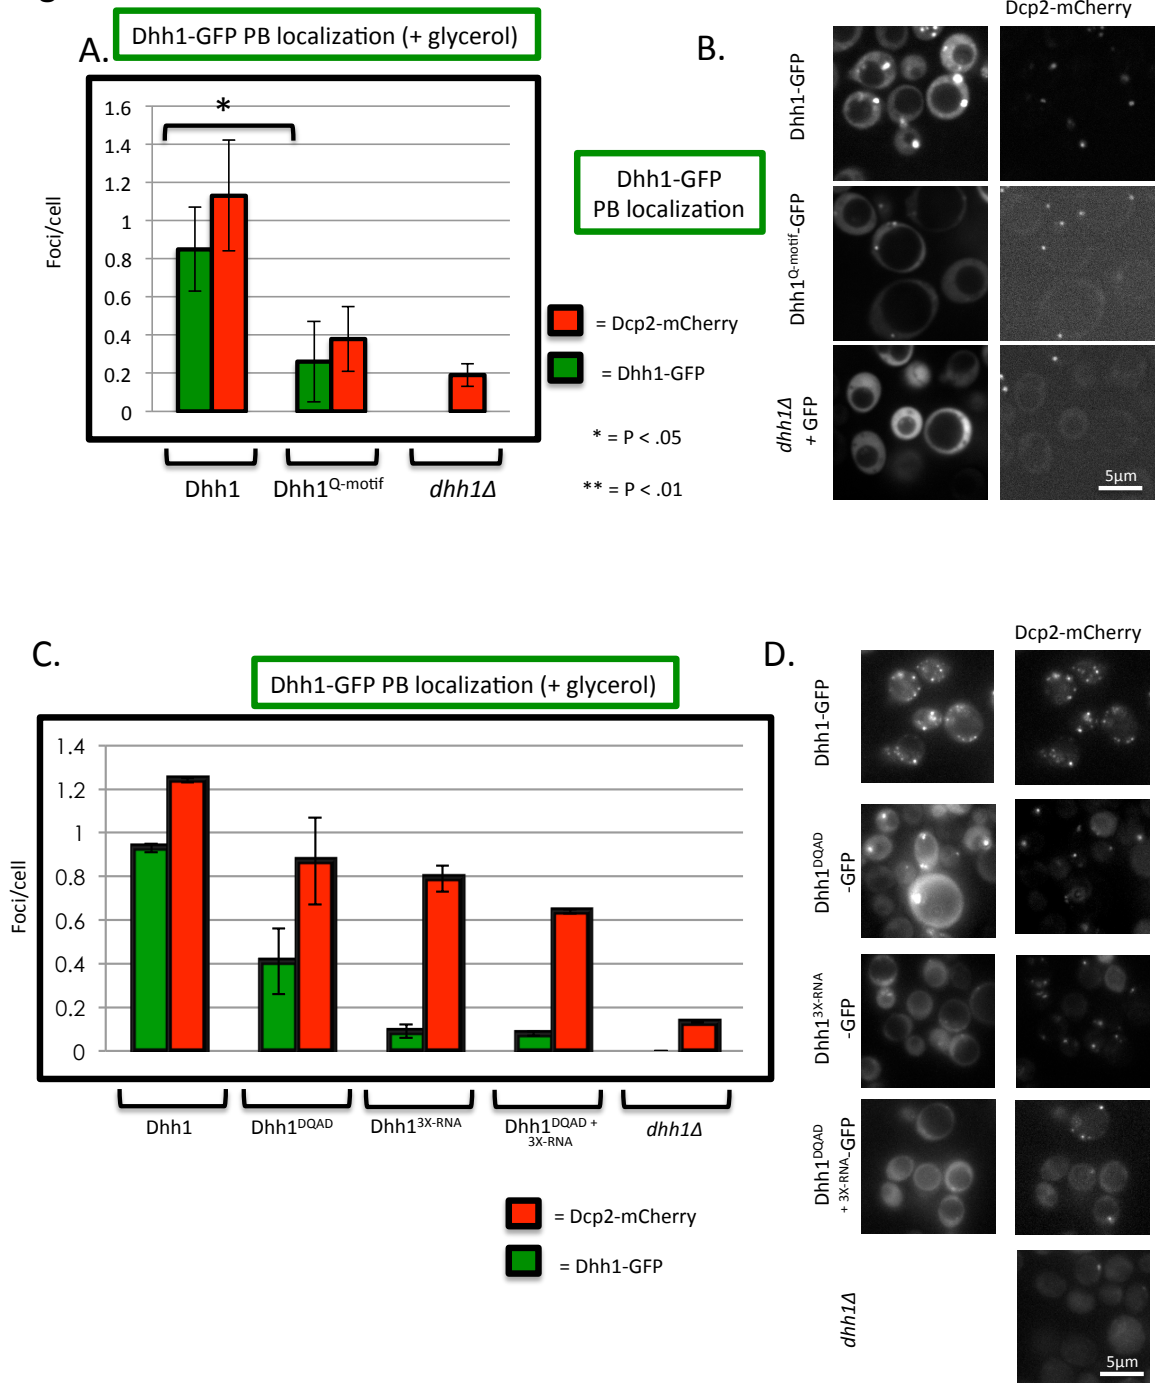 A.
Dhh1-GFP PB localization (+ glycerol)
1.6
1.4
1.2
1
0.8
0.6
0.4
0.2
0
Foci/cell
*
Dhh1
Dhh1Q-motif
dhh1Δ
Dhh1-GFP
PB localization
= Dcp2-mCherry
= Dhh1-GFP
* = P < .05
** = P < .01
B.
Dcp2-mCherry
Dhh1-GFP
Dhh1Q-motif-GFP
dhh1Δ
+ GFP
5µm
C.
Dhh1-GFP PB localization (+ glycerol)
1.4
1.2
1
0.8
0.6
0.4
0.2
0
Foci/cell
Dhh1
Dhh1DQAD
Dhh13X-RNA
Dhh1DQAD +
3X-RNA
dhh1Δ
= Dcp2-mCherry
= Dhh1-GFP
D.
Dcp2-mCherry
Dhh1-GFP
Dhh1DQAD
-GFP
Dhh13X-RNA
-GFP
Dhh1DQAD
+ 3X-RNA-GFP
dhh1Δ
5µm